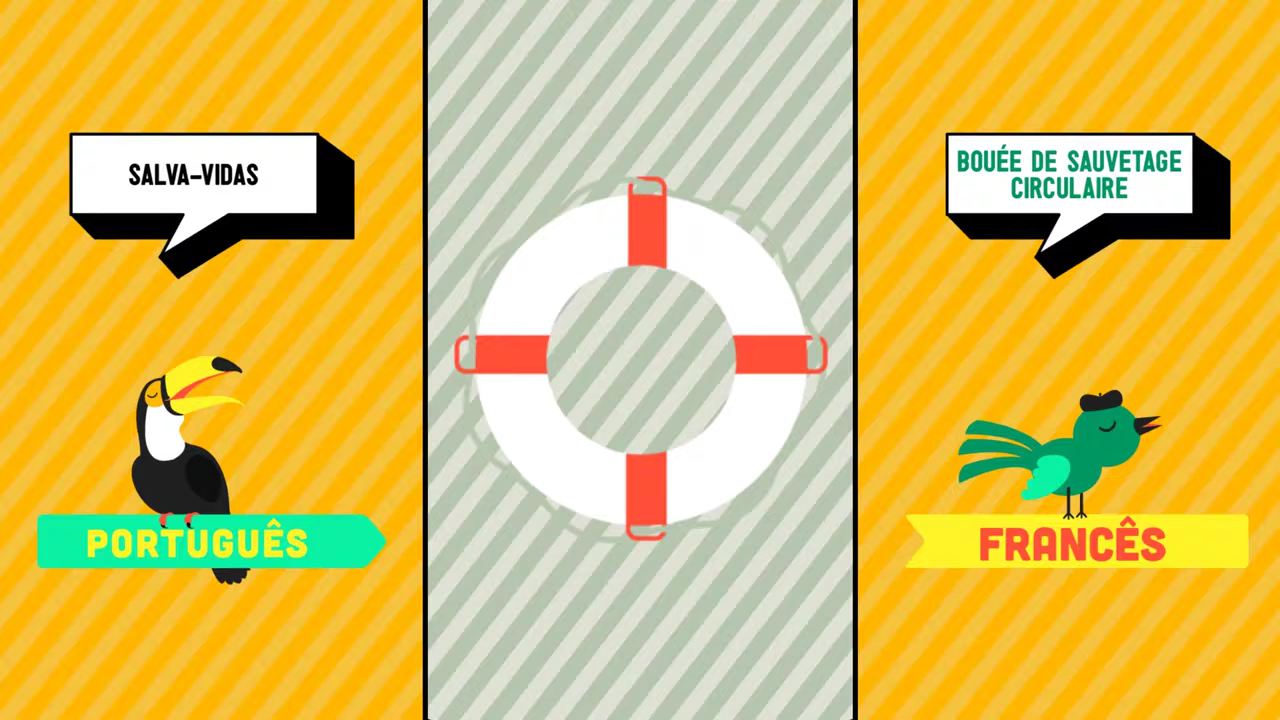 SALVA-VIDAS
BOUÉE DE SAUVETAGE
CIRCULAIRE
PORTUGUÊS
FRANCÊS